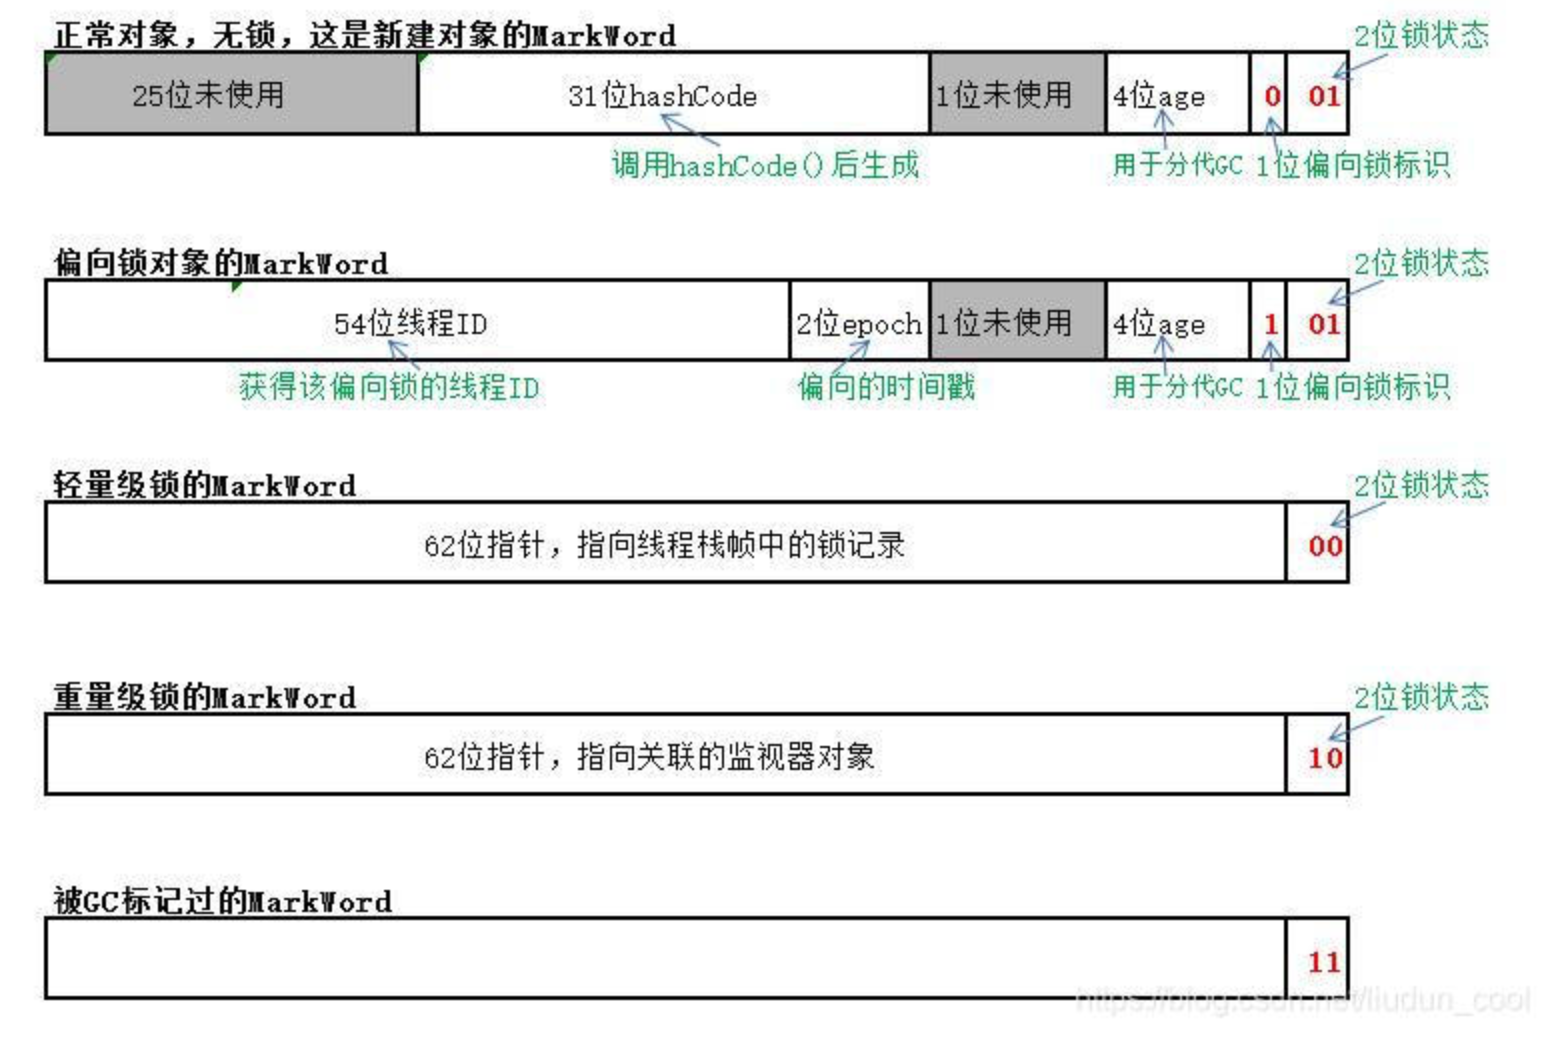 正常对象，无锁，这是新建对象的MarkWord
2位锁状态
25位未使用 31位hashCode 1位未使用 4位age 0 01
调用hashCode()后生成 用于分代GC 1位偏向锁标识
偏向锁对象的MarkWord
2位锁状态
54位线程ID 2位epoch 1位未使用 4位age 1 01
获得该偏向锁的线程ID 偏向的时间戳 用于分代GC 1位偏向锁标识
轻量级锁的MarkWord
2位锁状态
62位指针，指向线程栈帧中的锁记录 00
重量级锁的MarkWord
2位锁状态
62位指针，指向关联的监视器对象 10
被GC标记过的MarkWord
11
https://blog.csdn.net/liudun_cool